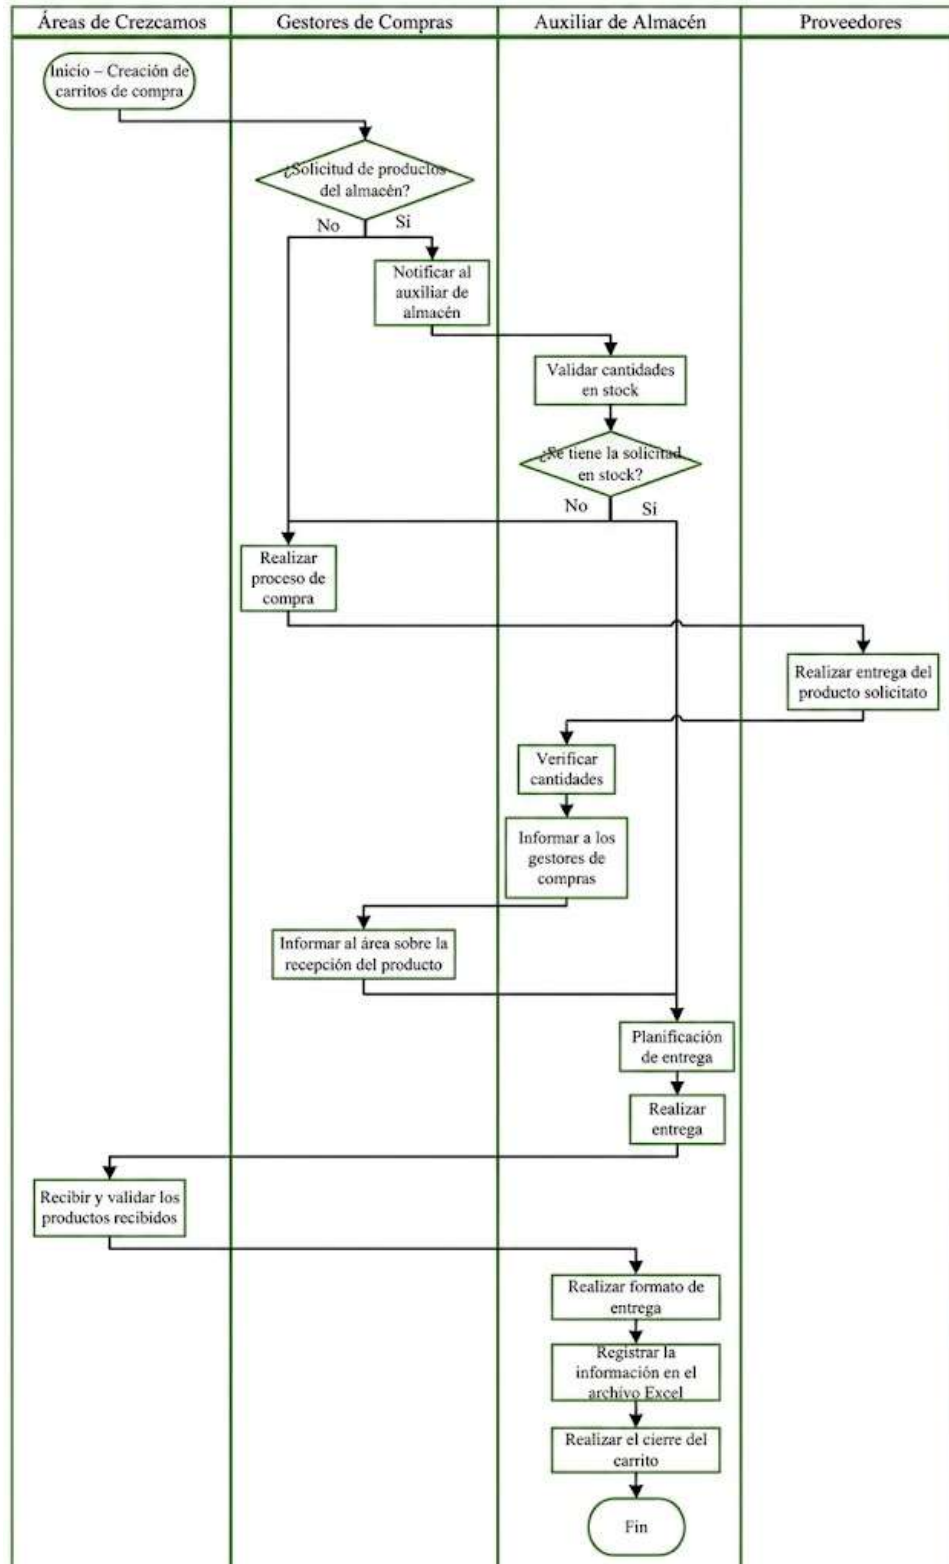 Áreas de Crezcamos
Gestores de Compras
Auxiliar de Almacén
Proveedores
Inicio – Creación de
carritos de compra
¿Solicitud de productos
del almacén?
No
Sí
Notificar al
auxiliar de
almacén
Validar cantidades
en stock
¿Se tiene la solicitad
en stock?
No
Sí
Realizar
proceso de
compra
Realizar entrega del
producto solicitato
Verificar
cantidades
Informar a los
gestores de
compras
Informar al área sobre la
recepción del producto
Planificación
de entrega
Realizar
entrega
Recibir y validar los
productos recibidos
Realizar formato de
entrega
Registrar la
información en el
archivo Excel
Realizar el cierre del
carrito
Fin